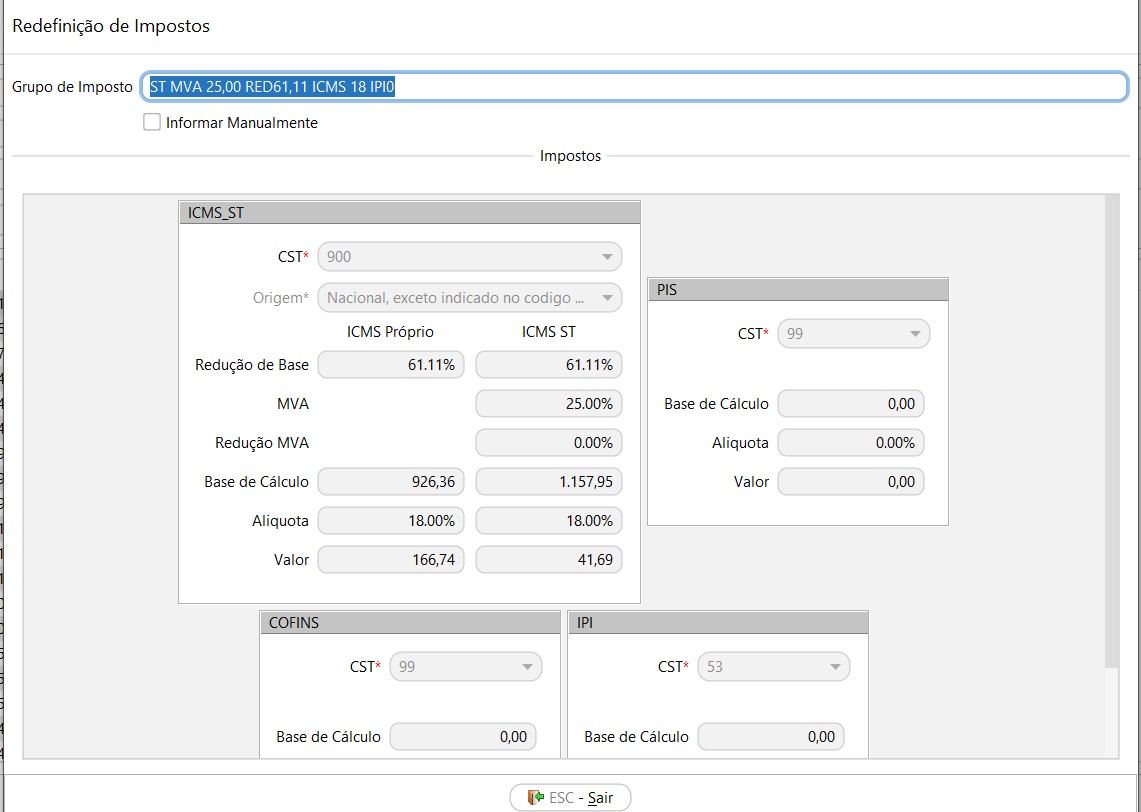 Redefinição de Impostos
Grupo de Imposto ST MVA 25,00 RED61,11 ICMS 18 IPI0
Informar Manualmente
Impostos
ICMS_ST
CST* 900
Origem* Nacional, exceto indicado no codigo ...
ICMS Próprio ICMS ST
Redução de Base 61.11% 61.11%
MVA 25.00%
Redução MVA 0.00%
Base de Cálculo 926,36 1.157,95
Aliquota 18.00% 18.00%
Valor 166,74 41,69
PIS
CST* 99
Base de Cálculo 0,00
Aliquota 0.00%
Valor 0,00
COFINS
CST* 99
Base de Cálculo 0,00
IPI
CST* 53
Base de Cálculo 0,00
ESC - Sair